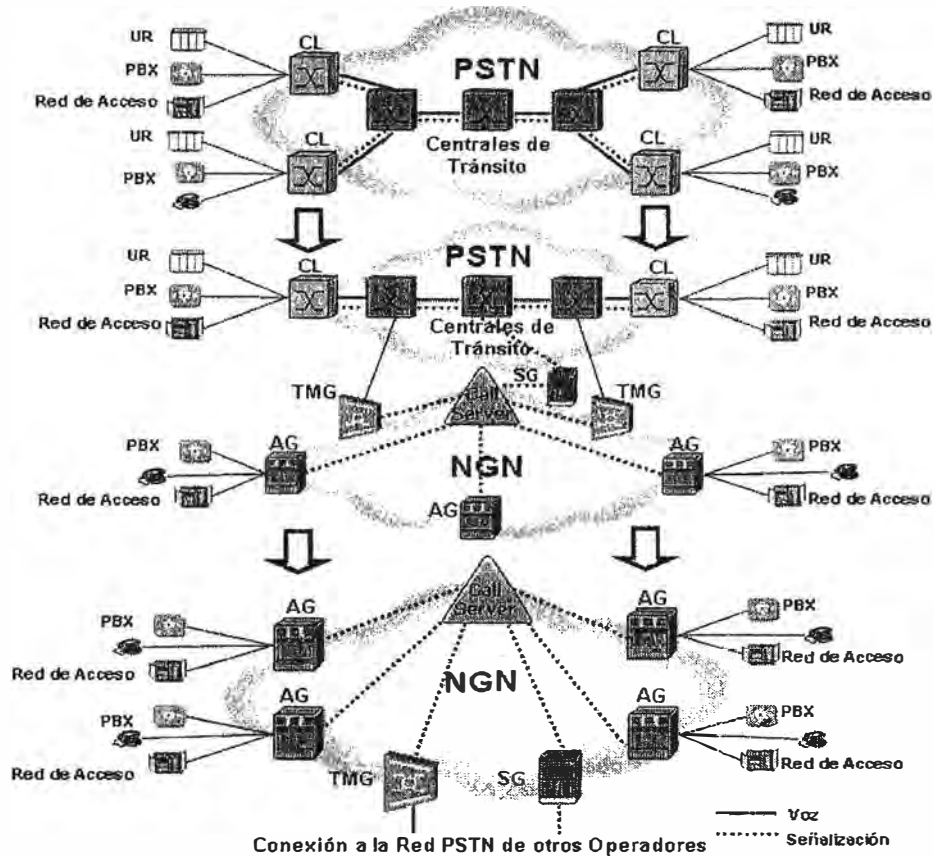 UR
CL
CL
UR
PBX
PSTN
PBX
Red de Acceso
Red de Acceso
UR
CL
Centrales de
Tránsito
CL
UR
PBX
PBX
UR
CL
PSTN
CL
UR
PBX
PBX
Red de Acceso
Centrales de
Tránsito
Red de Acceso
TMG
SG
TMG
Call
Server
PBX
AG
AG
PBX
NGN
Red de Acceso
AG
Red de Acceso
Call
Server
AG
AG
PBX
PBX
Red de Acceso
Red de Acceso
NGN
AG
AG
PBX
PBX
Red de Acceso
TMG
SG
Red de Acceso
Voz
Señalización
Conexión a la Red PSTN de otros Operadores